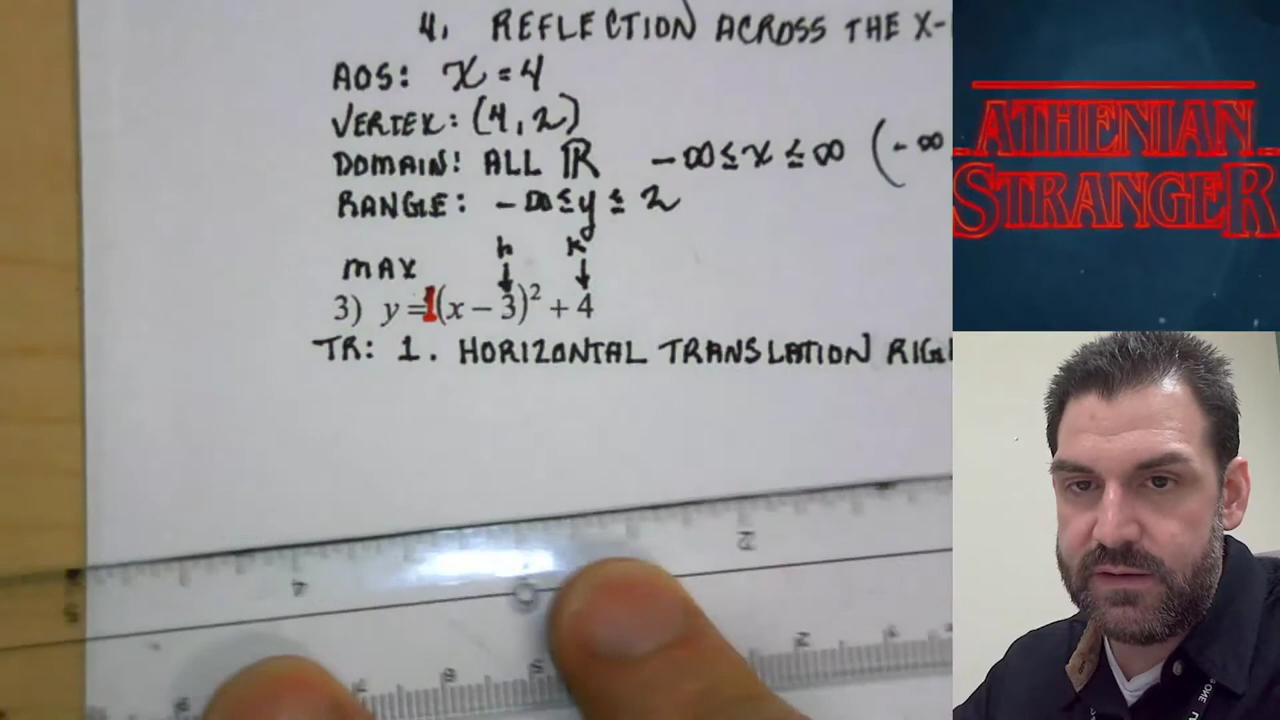 4. REFLECTION ACROSS THE X-
AOS: x = 4
VERTEX: (4, 2)
DOMAIN: ALL ℝ -∞ ≤ x ≤ ∞ (-∞
RANGE: -∞ ≤ y ≤ 2
MAX h k
3) y = 1(x − 3)² + 4
TR: 1. HORIZONTAL TRANSLATION RIG
ATHENIAN
STRANGER